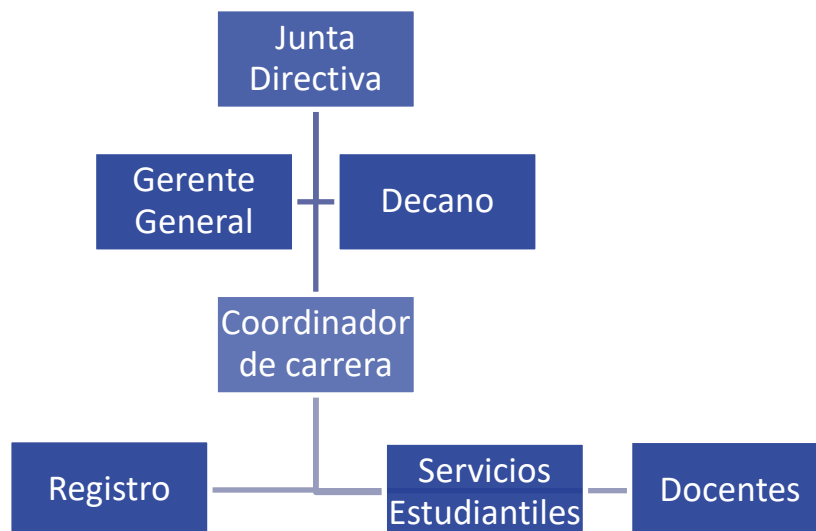 Junta
Directiva
Gerente
General
Decano
Coordinador
de carrera
Registro
Servicios
Estudiantiles
Docentes